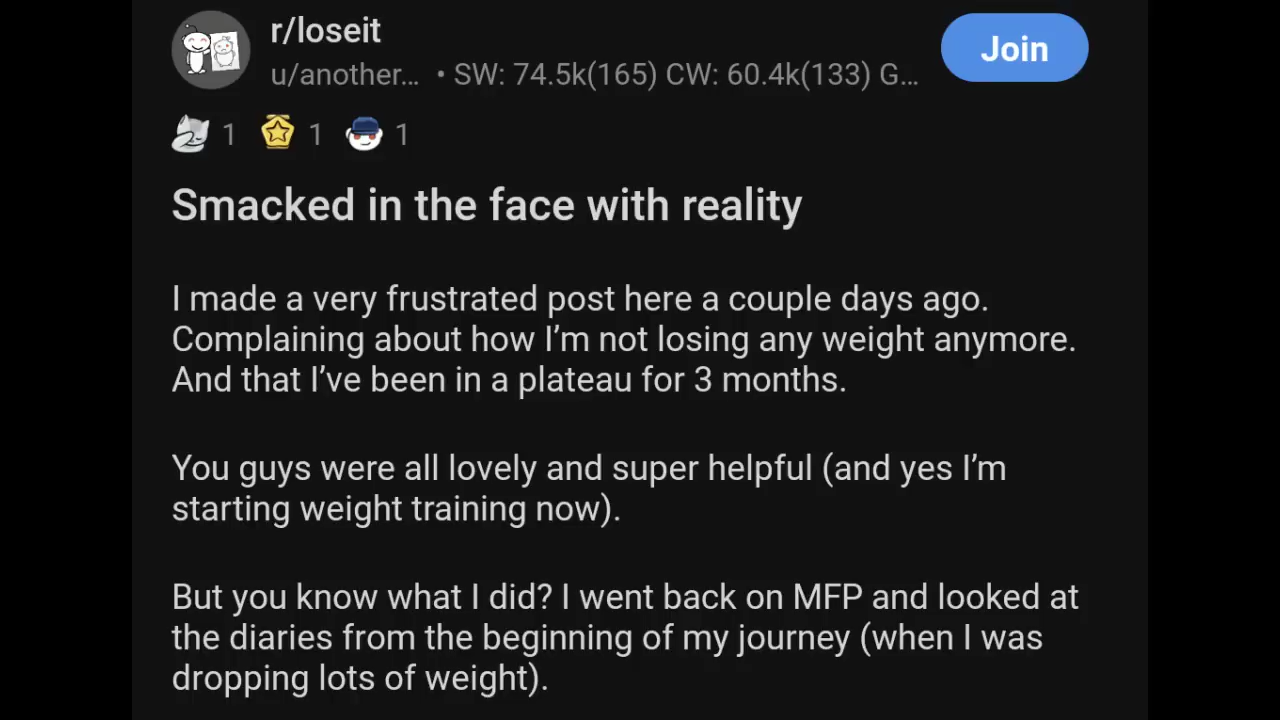 r/loseit
Join
u/another... • SW: 74.5k(165) CW: 60.4k(133) G...
1 1 1
Smacked in the face with reality
I made a very frustrated post here a couple days ago.
Complaining about how I’m not losing any weight anymore.
And that I’ve been in a plateau for 3 months.
You guys were all lovely and super helpful (and yes I’m
starting weight training now).
But you know what I did? I went back on MFP and looked at
the diaries from the beginning of my journey (when I was
dropping lots of weight).